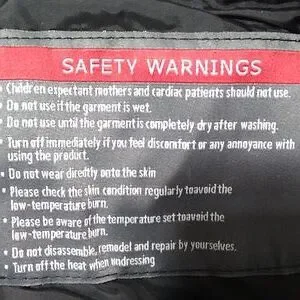 SAFETY WARNINGS
• Children expectant mothers and cardiac patients should not use.
• Do not use if the garment is wet.
• Do not use until the garment is completely dry after washing.
• Turn off immediately if you feel discomfort or any annoyance with
using the product.
• Do not wear diredtly onto the skin
• Please check the skin condition regularly toavoid the
low-temperature burn.
• Please be aware of the temperature set toavoid the
low-temperature burn.
• Do not disassemble, remodel and repair by yourselves.
• Turn off the heat when undressing